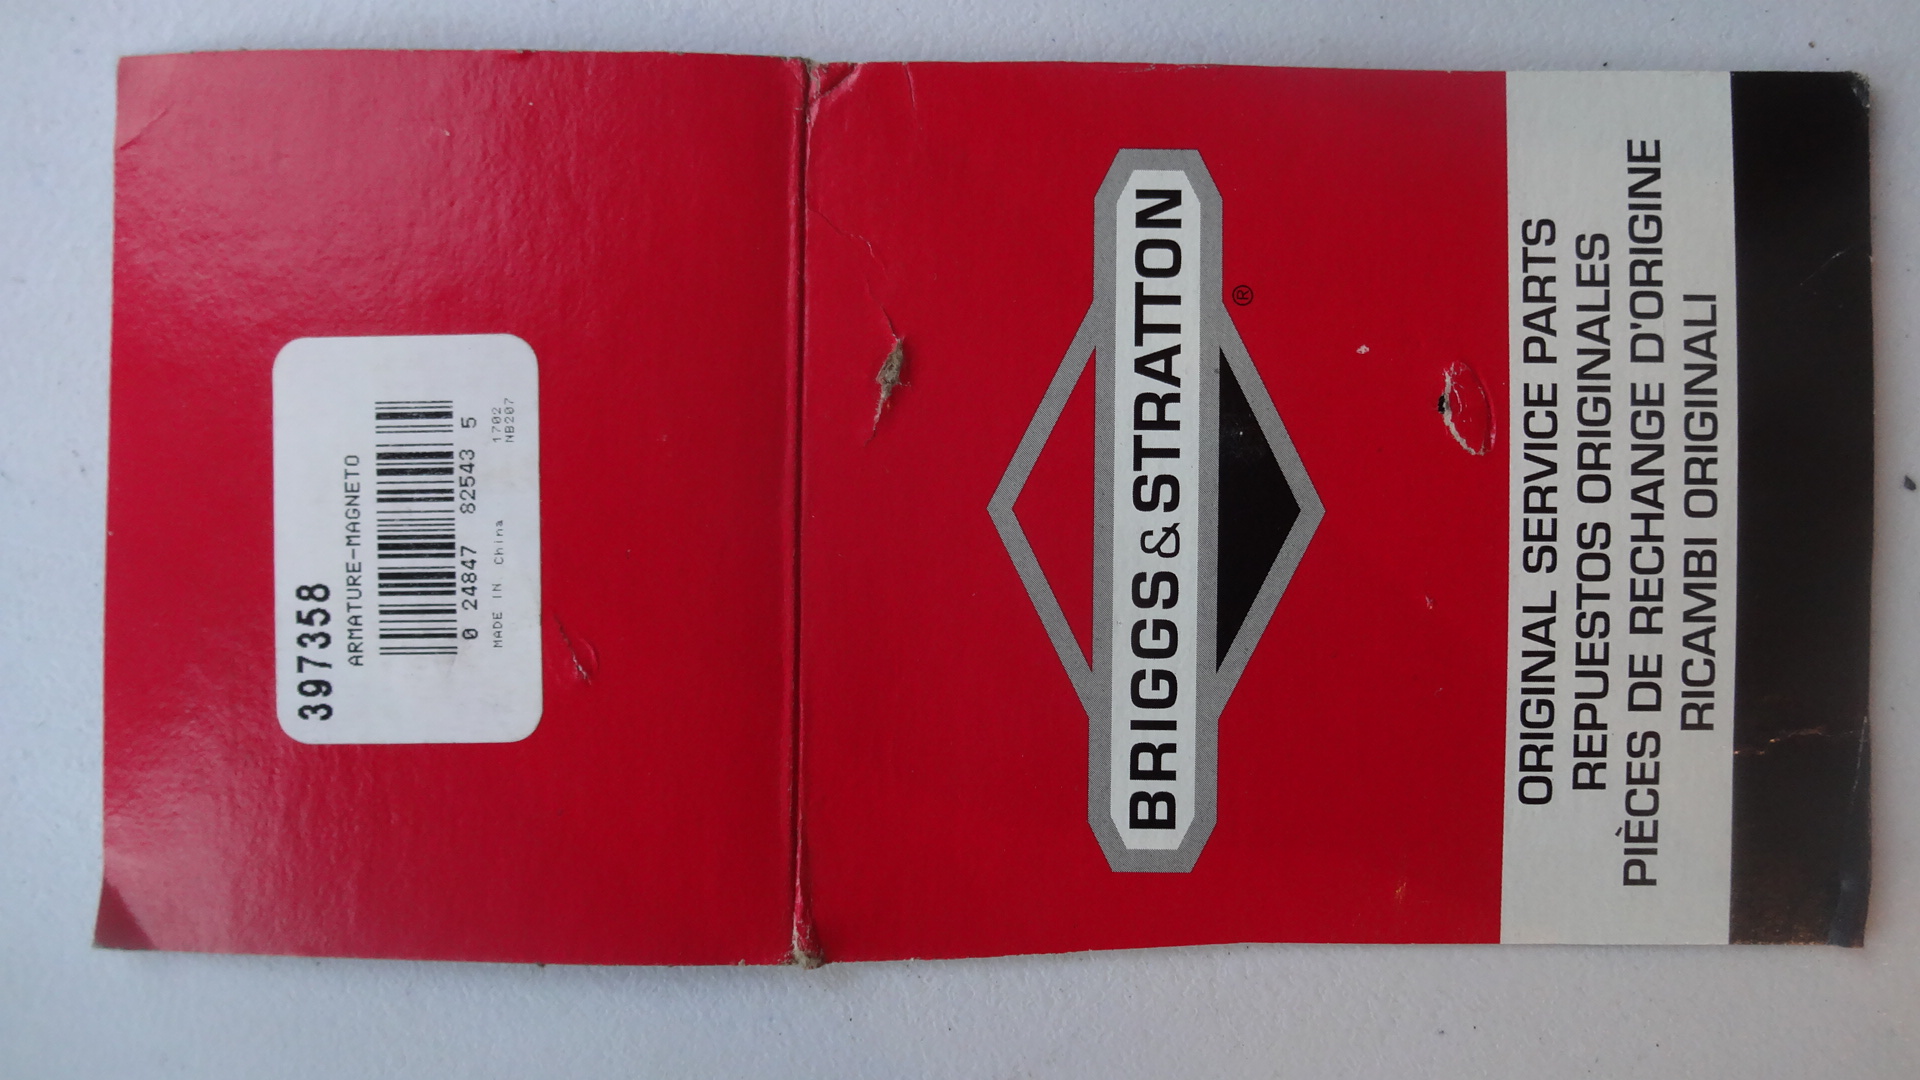 397358
ARMATURE-MAGNETO
0 24847 82543 5
MADE IN China
1702
NB207
BRIGGS&STRATTON
®
ORIGINAL SERVICE PARTS
REPUESTOS ORIGINALES
PIÈCES DE RECHANGE D'ORIGINE
RICAMBI ORIGINALI